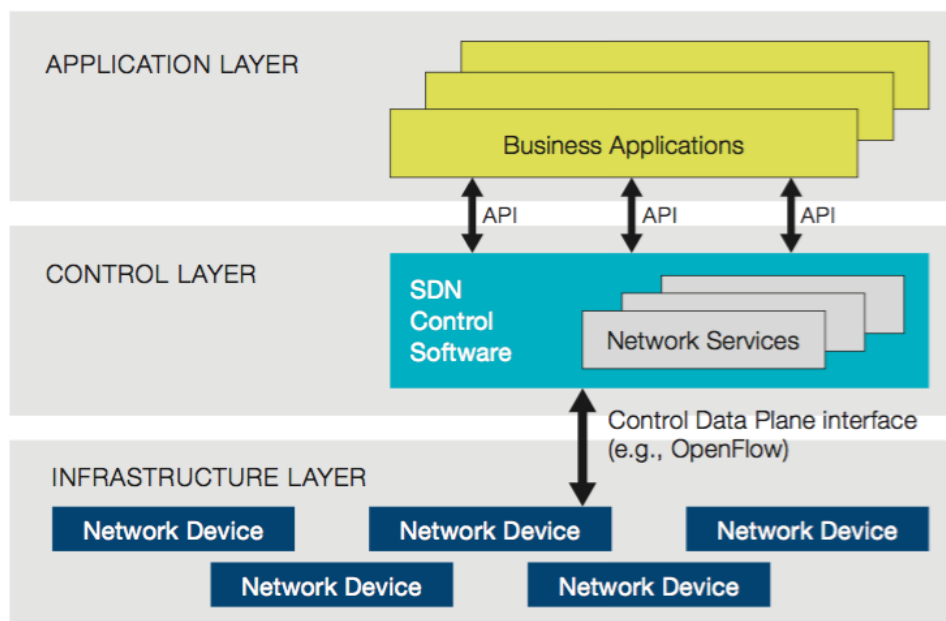 APPLICATION LAYER
Business Applications
API API API
CONTROL LAYER
SDN
Control
Software
Network Services
Control Data Plane interface
(e.g., OpenFlow)
INFRASTRUCTURE LAYER
Network Device Network Device Network Device
Network Device Network Device